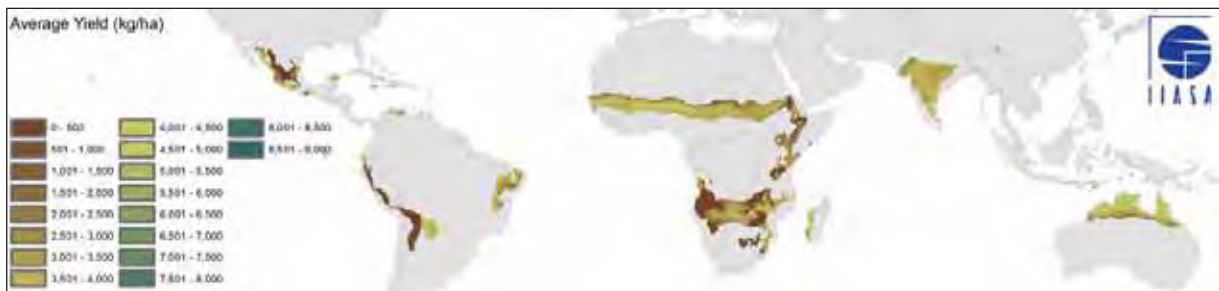 Average Yield (kg/ha)
0 - 500
501 - 1,000
1,001 - 1,500
1,501 - 2,000
2,001 - 2,500
2,501 - 3,000
3,001 - 3,500
3,501 - 4,000
4,001 - 4,500
4,501 - 5,000
5,001 - 5,500
5,501 - 6,000
6,001 - 6,500
6,501 - 7,000
7,001 - 7,500
7,501 - 8,000
8,001 - 8,500
8,501 - 9,000
IIASA